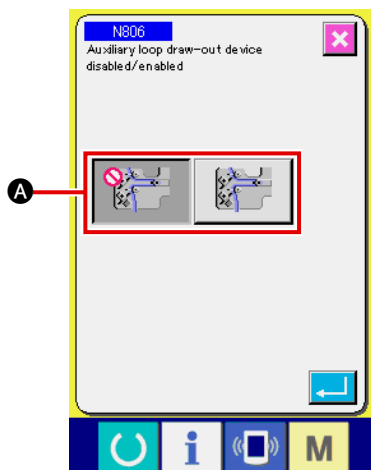 N806
Auxiliary loop draw-out device
disabled/enabled
A
i
M